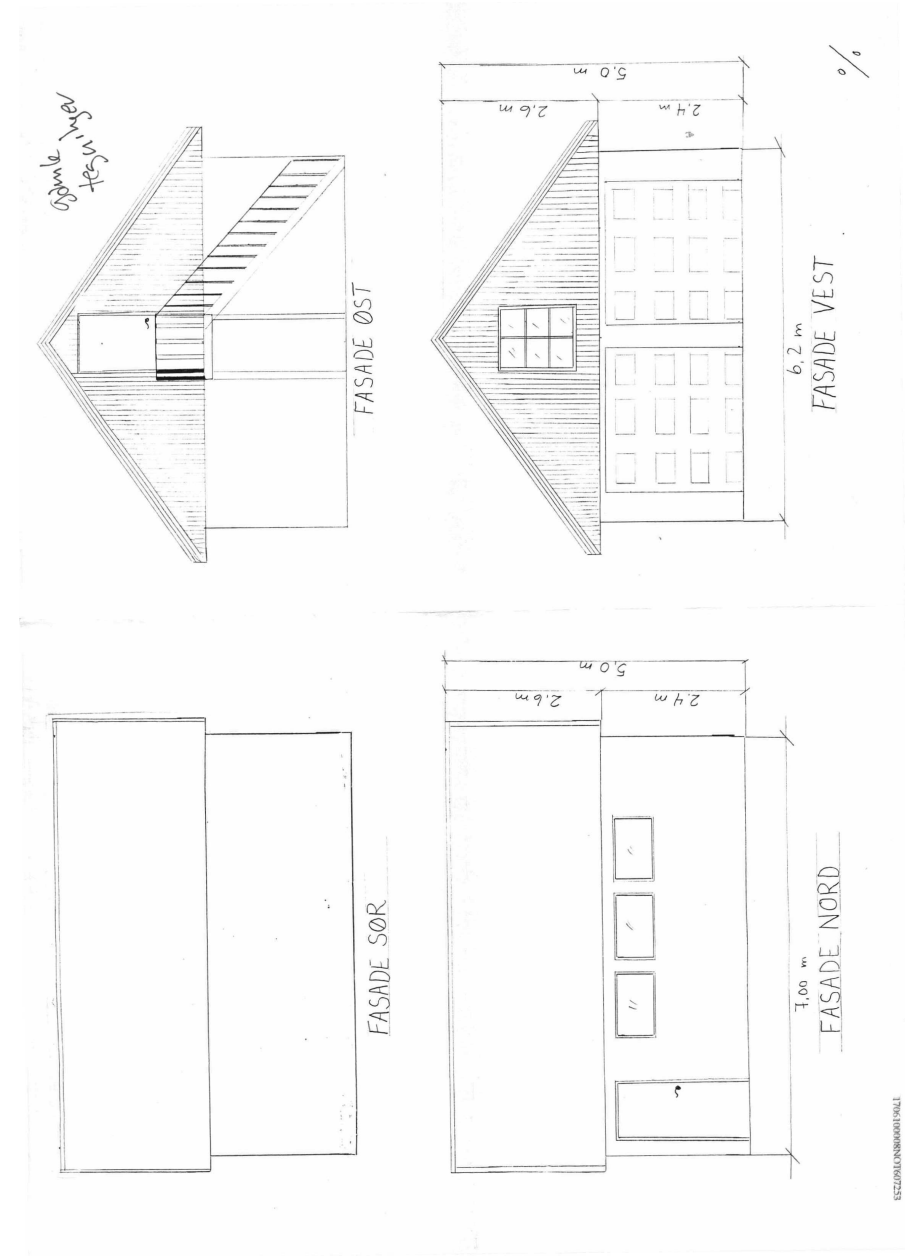 gamle
tegninger
FASADE ØST
5,0 m
2,6 m
2,4 m
6,2 m
FASADE VEST
%
FASADE SØR
5,0 m
2,6 m
2,4 m
7,00 m
FASADE NORD
1706100008NOT607253